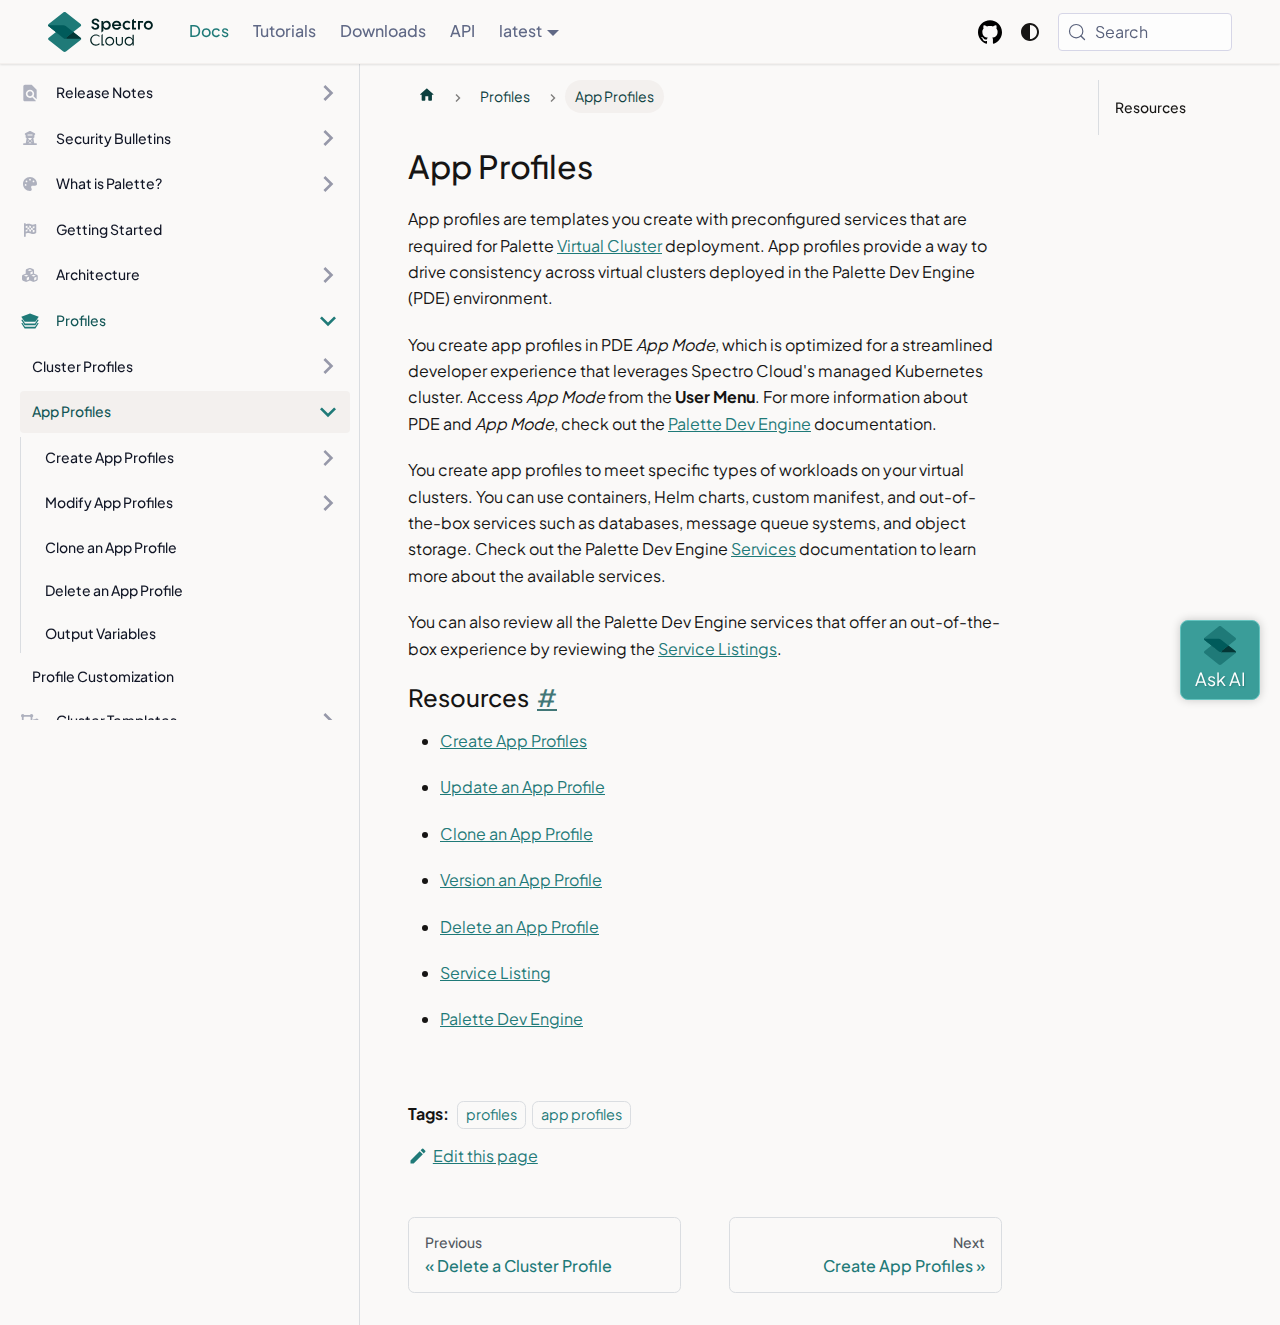 Spectro
Cloud
Docs
Tutorials
Downloads
API
latest
Search
Release Notes
Security Bulletins
What is Palette?
Getting Started
Architecture
Profiles
Cluster Profiles
App Profiles
Create App Profiles
Modify App Profiles
Clone an App Profile
Delete an App Profile
Output Variables
Profile Customization
Cluster Templates
Profiles
App Profiles
App Profiles
App profiles are templates you create with preconfigured services that are
required for Palette Virtual Cluster deployment. App profiles provide a way to
drive consistency across virtual clusters deployed in the Palette Dev Engine
(PDE) environment.
You create app profiles in PDE App Mode, which is optimized for a streamlined
developer experience that leverages Spectro Cloud's managed Kubernetes
cluster. Access App Mode from the User Menu. For more information about
PDE and App Mode, check out the Palette Dev Engine documentation.
You create app profiles to meet specific types of workloads on your virtual
clusters. You can use containers, Helm charts, custom manifest, and out-of-
the-box services such as databases, message queue systems, and object
storage. Check out the Palette Dev Engine Services documentation to learn
more about the available services.
You can also review all the Palette Dev Engine services that offer an out-of-the-
box experience by reviewing the Service Listings.
Resources #
Create App Profiles
Update an App Profile
Clone an App Profile
Version an App Profile
Delete an App Profile
Service Listing
Palette Dev Engine
Tags: profiles app profiles
Edit this page
Previous
« Delete a Cluster Profile
Next
Create App Profiles »
Resources
Ask AI